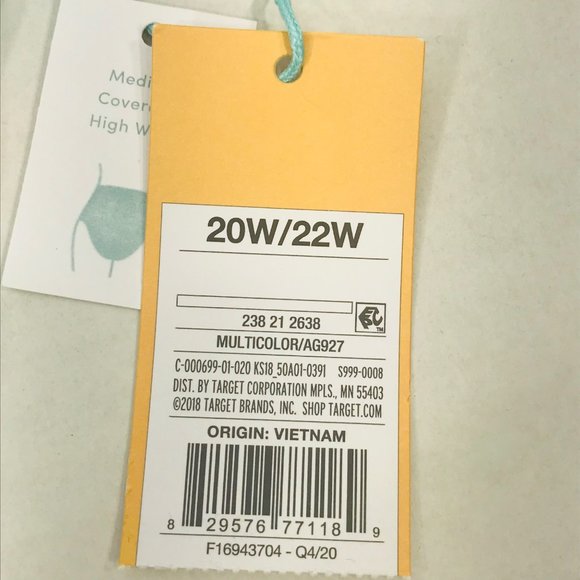 Medi
Cover
High W
20W/22W
238 21 2638
MULTICOLOR/AG927
C-000699-01-020 KS18_50A01-0391 S999-0008
DIST. BY TARGET CORPORATION MPLS., MN 55403
©2018 TARGET BRANDS, INC. SHOP TARGET.COM
ORIGIN: VIETNAM
8 29576 77118 9
F16943704 - Q4/20